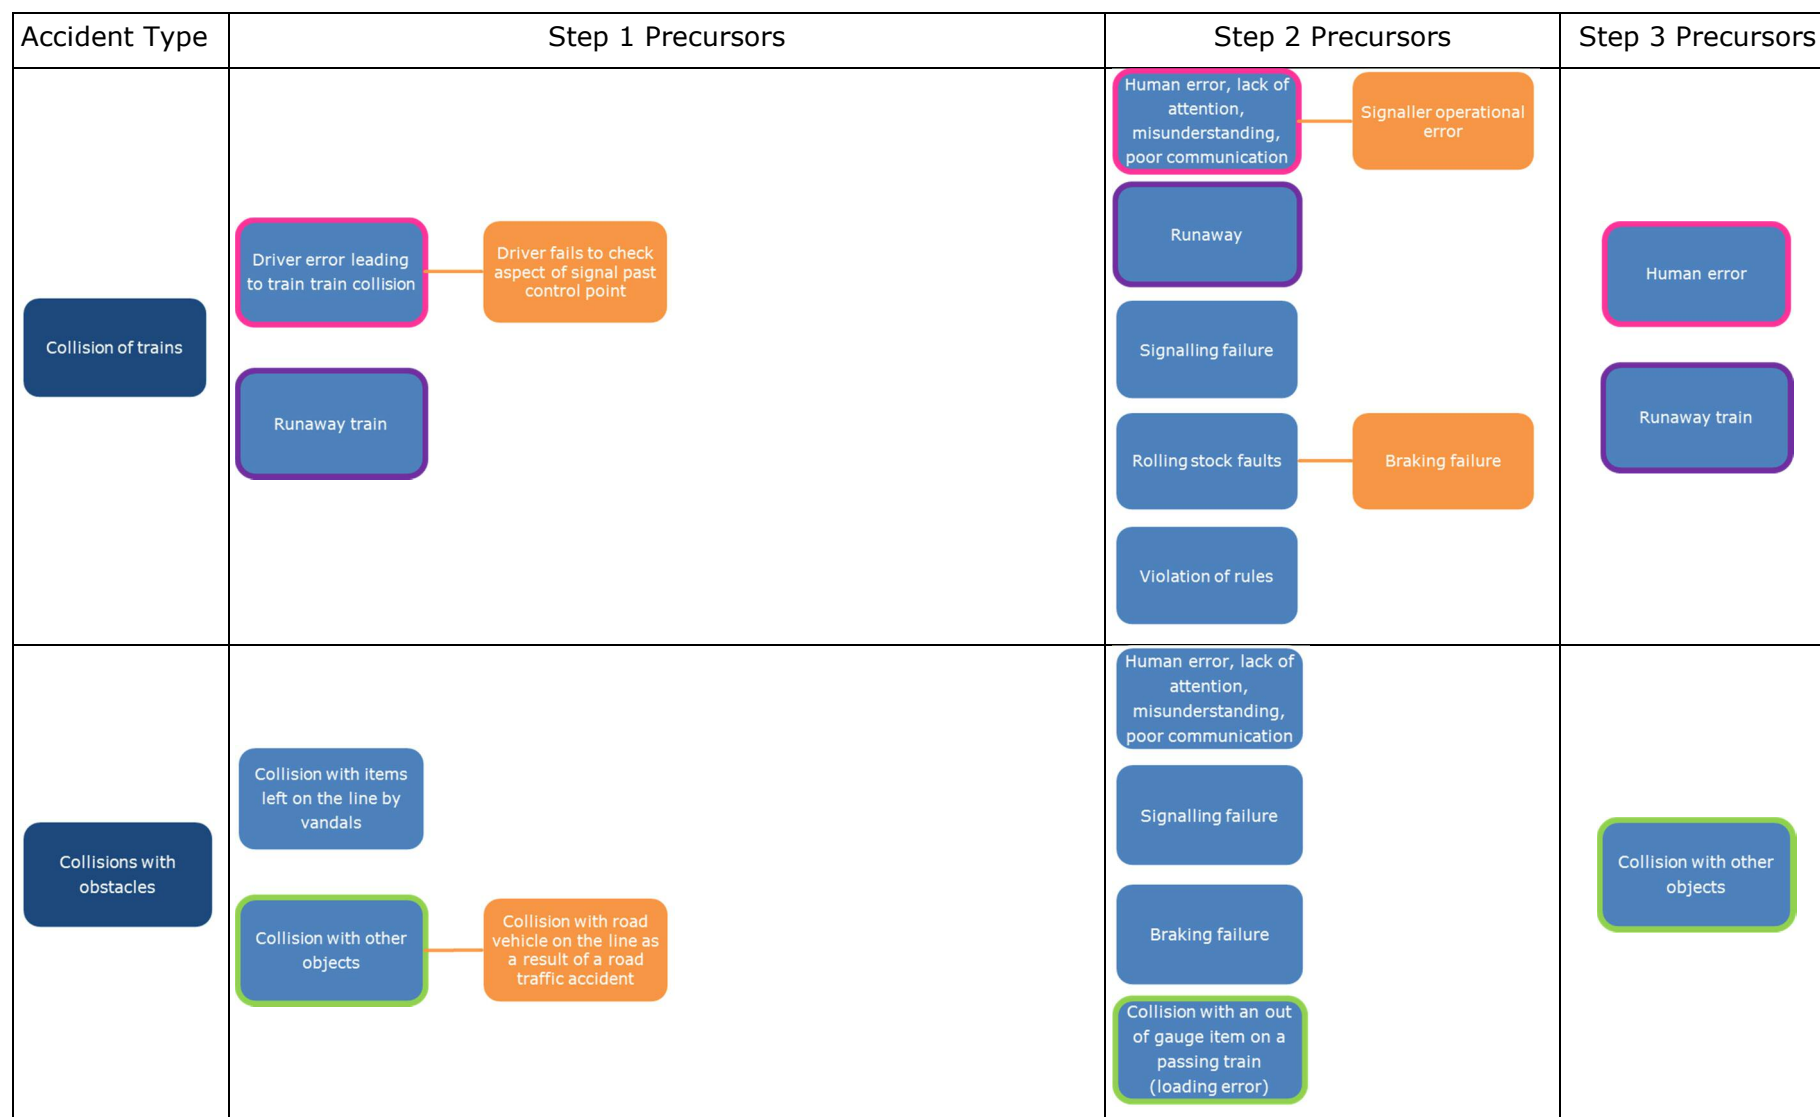 Accident Type
Step 1 Precursors
Step 2 Precursors
Step 3 Precursors
Collision of trains
Driver error leading
to train train collision
Driver fails to check
aspect of signal past
control point
Runaway train
Human error, lack of
attention,
misunderstanding,
poor communication
Signaller operational
error
Runaway
Signalling failure
Rolling stock faults
Braking failure
Violation of rules
Human error
Runaway train
Collisions with
obstacles
Collision with items
left on the line by
vandals
Collision with other
objects
Collision with road
vehicle on the line as
a result of a road
traffic accident
Human error, lack of
attention,
misunderstanding,
poor communication
Signalling failure
Braking failure
Collision with an out
of gauge item on a
passing train
(loading error)
Collision with other
objects